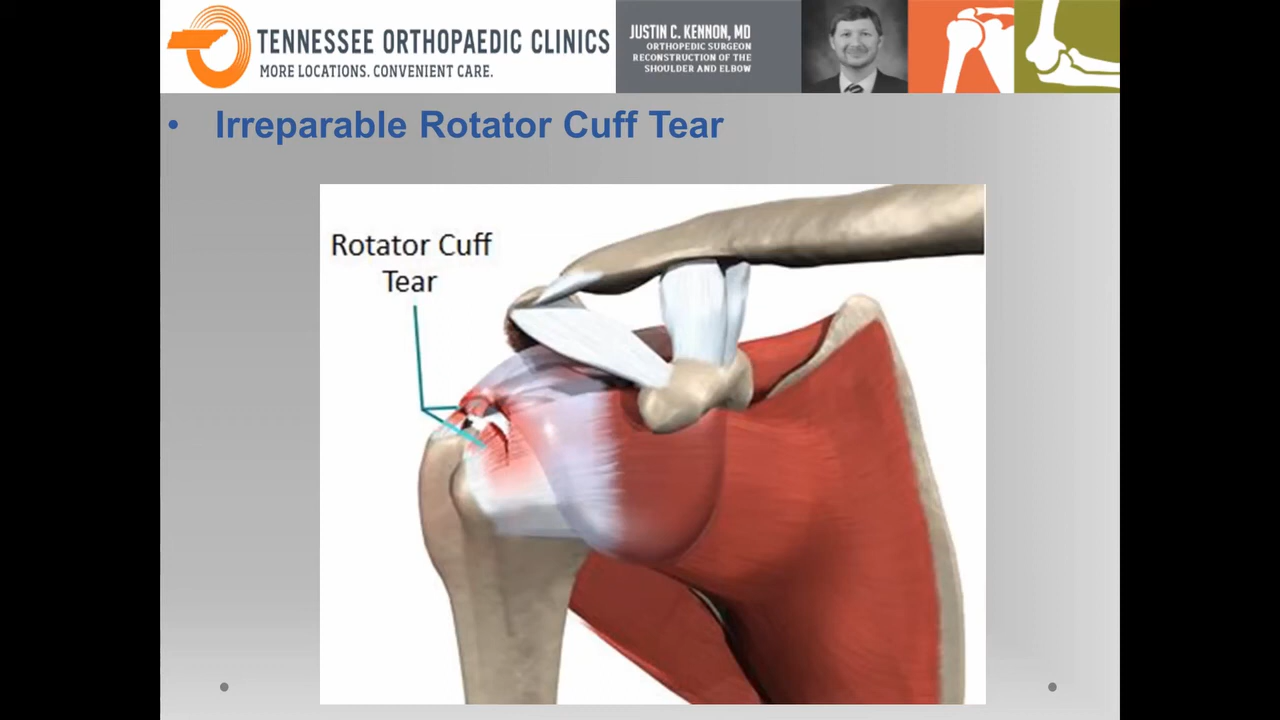 TENNESSEE ORTHOPAEDIC CLINICS
MORE LOCATIONS. CONVENIENT CARE.
JUSTIN C. KENNON, MD
ORTHOPEDIC SURGEON
RECONSTRUCTION OF THE
SHOULDER AND ELBOW
• Irreparable Rotator Cuff Tear
Rotator Cuff
Tear